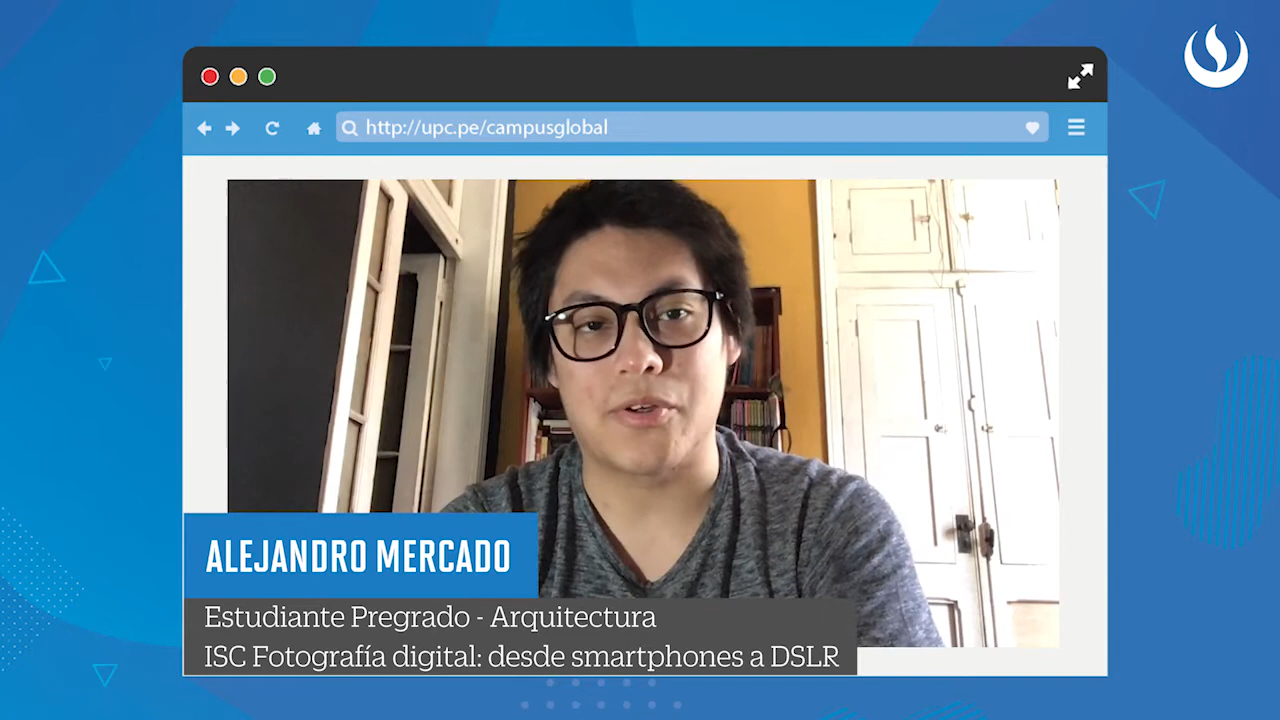 http://upc.pe/campusglobal
ALEJANDRO MERCADO
Estudiante Pregrado - Arquitectura
ISC Fotografía digital: desde smartphones a DSLR